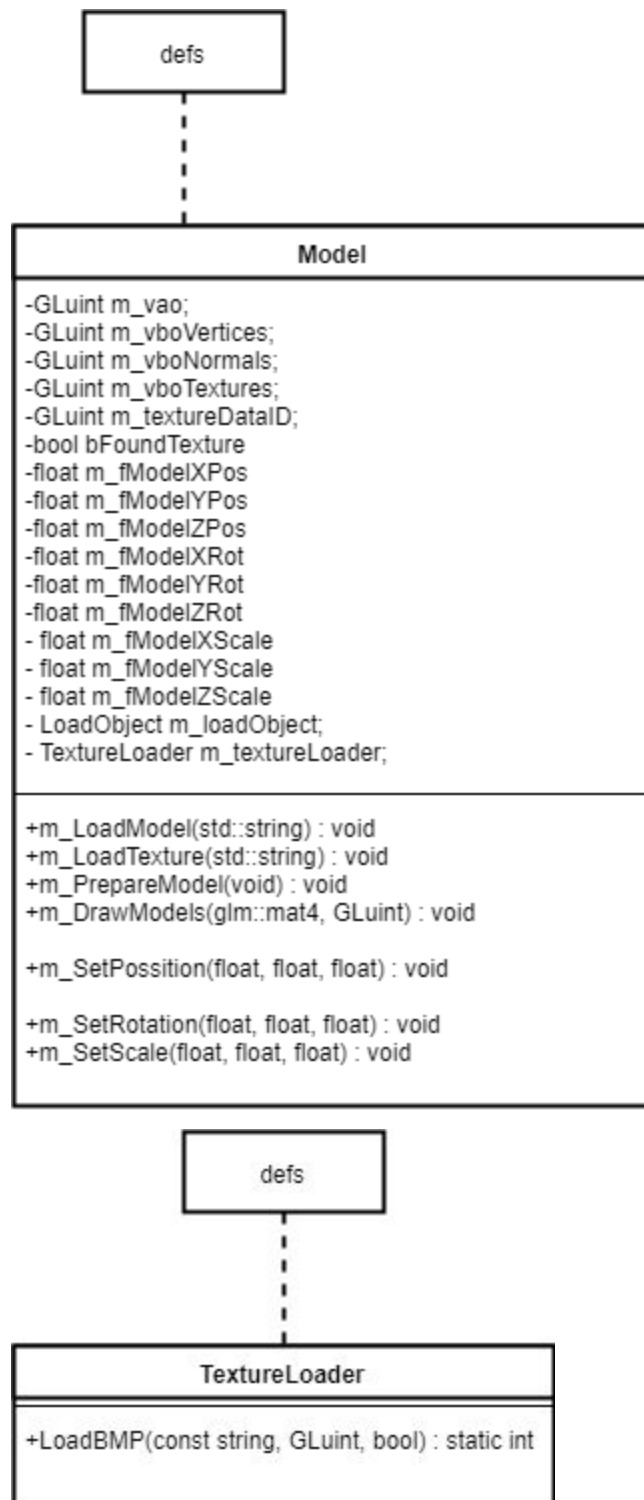 defs
Model
-GLuint m_vao;
-GLuint m_vboVertices;
-GLuint m_vboNormals;
-GLuint m_vboTextures;
-GLuint m_textureDataID;
-bool bFoundTexture
-float m_fModelXPos
-float m_fModelYPos
-float m_fModelZPos
-float m_fModelXRot
-float m_fModelYRot
-float m_fModelZRot
- float m_fModelXScale
- float m_fModelYScale
- float m_fModelZScale
- LoadObject m_loadObject;
- TextureLoader m_textureLoader;
+m_LoadModel(std::string) : void
+m_LoadTexture(std::string) : void
+m_PrepareModel(void) : void
+m_DrawModels(glm::mat4, GLuint) : void
+m_SetPossition(float, float, float) : void
+m_SetRotation(float, float, float) : void
+m_SetScale(float, float, float) : void
defs
TextureLoader
+LoadBMP(const string, GLuint, bool) : static int